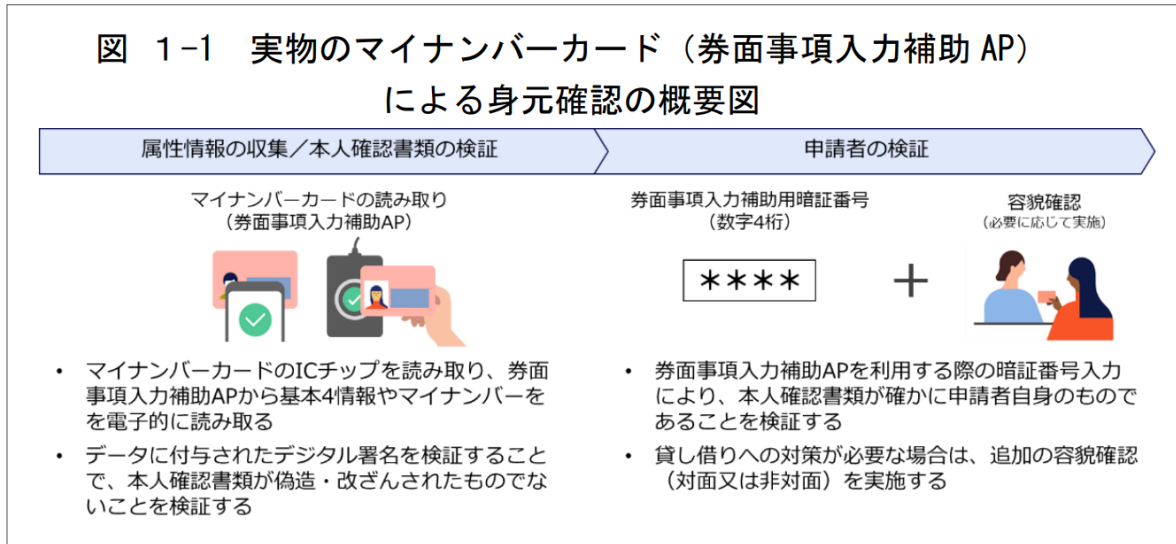 図 1-1 実物のマイナンバーカード（券面事項入力補助 AP）
による身元確認の概要図
属性情報の収集／本人確認書類の検証
申請者の検証
マイナンバーカードの読み取り
（券面事項入力補助AP）
券面事項入力補助用暗証番号
（数字4桁）
容貌確認
（必要に応じて実施）
＊＊＊＊
＋
• マイナンバーカードのICチップを読み取り、券面
事項入力補助APから基本4情報やマイナンバーを
を電子的に読み取る
• データに付与されたデジタル署名を検証すること
で、本人確認書類が偽造・改ざんされたものでな
いことを検証する
• 券面事項入力補助APを利用する際の暗証番号入力
により、本人確認書類が確かに申請者自身のもので
あることを検証する
• 貸し借りへの対策が必要な場合は、追加の容貌確認
（対面又は非対面）を実施する